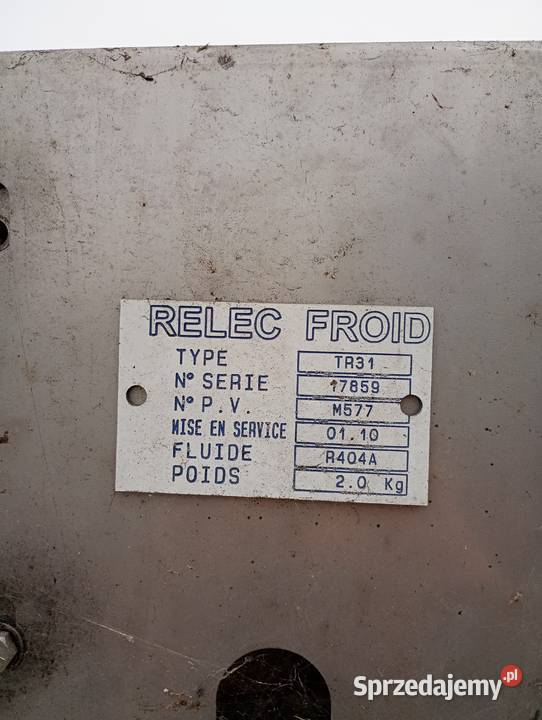 RELEC FROID
TYPE TR31
N° SERIE 17859
N° P.V. M577
MISE EN SERVICE 01.10
FLUIDE R404A
POIDS 2.0 Kg
Sprzedajemy.pl